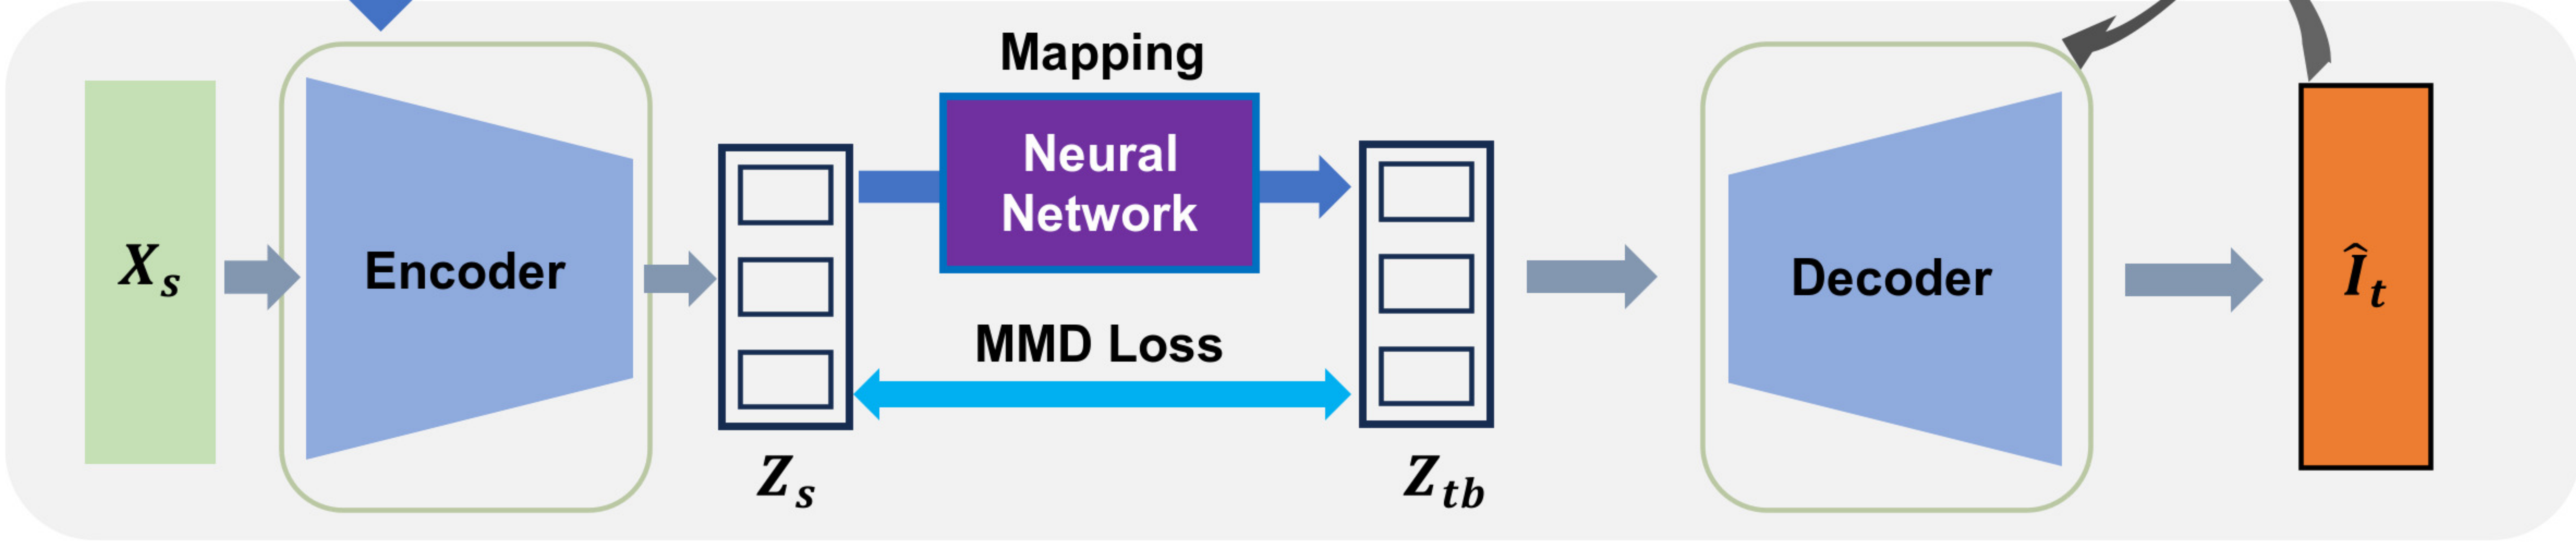 X_s
Encoder
Z_s
Mapping
Neural
Network
MMD Loss
Z_tb
Decoder
Î_t